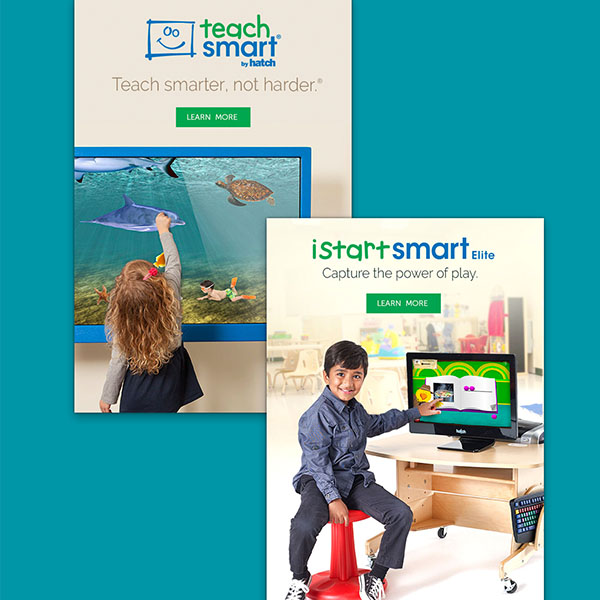 teach
smart®
by hatch
Teach smarter, not harder.®
LEARN MORE
istartsmart Elite
Capture the power of play.
LEARN MORE
hatch